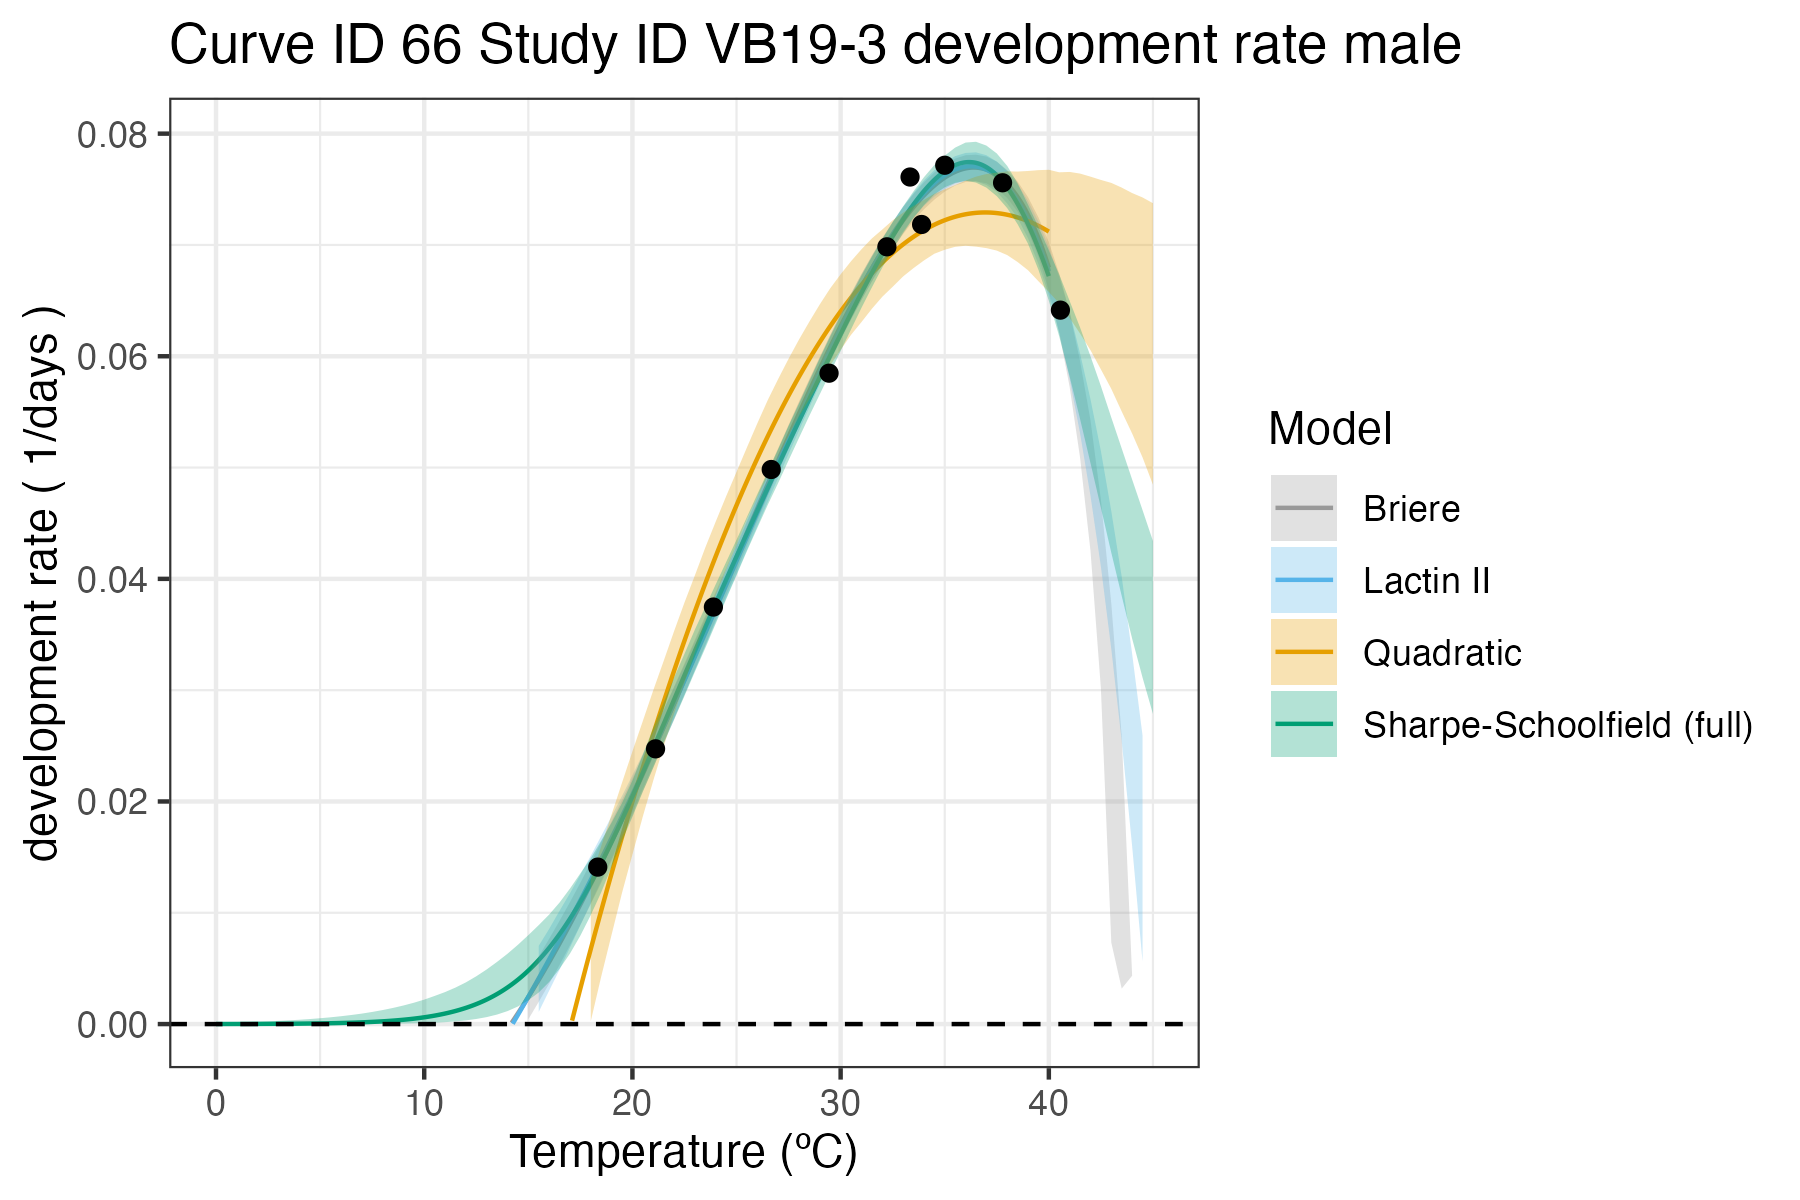 Curve ID 66 Study ID VB19-3 development rate male
development rate ( 1/days )
0.08
0.06
0.04
0.02
0.00
0 10 20 30 40
Temperature (ºC)
Model
Briere
Lactin II
Quadratic
Sharpe-Schoolfield (full)